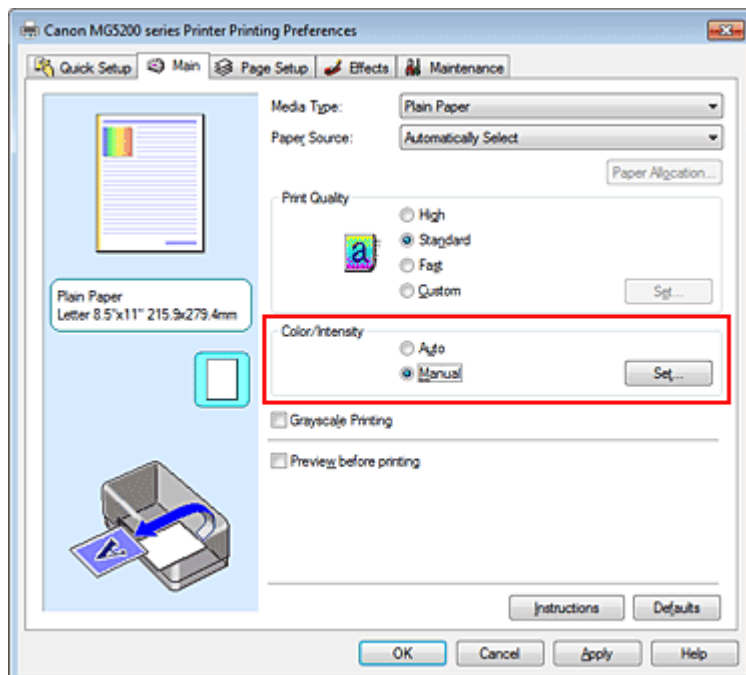 Canon MG5200 series Printer Printing Preferences
Quick Setup Main Page Setup Effects Maintenance
Media Type: Plain Paper
Paper Source: Automatically Select
Paper Allocation...
Print Quality
High
Standard
Fast
Custom Set...
Plain Paper
Letter 8.5"x11" 215.9x279.4mm
Color/Intensity
Auto
Manual Set...
Grayscale Printing
Preview before printing
Instructions Defaults
OK Cancel Apply Help